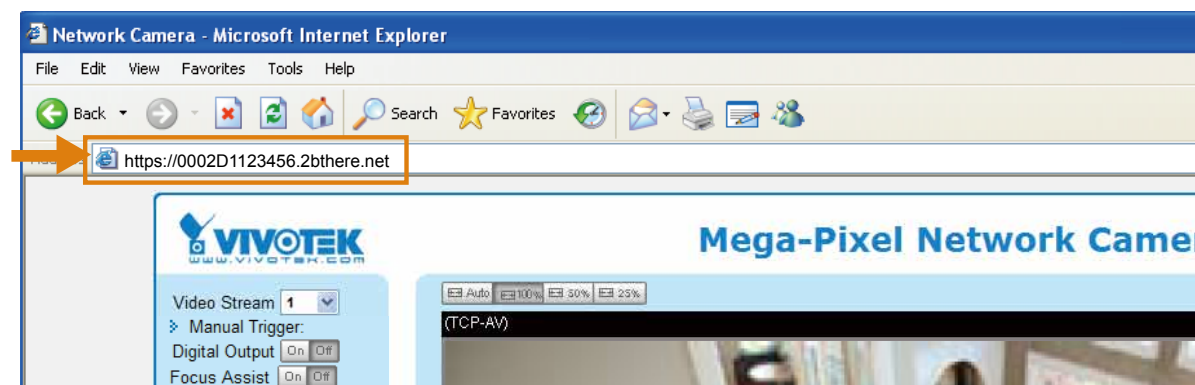 Network Camera - Microsoft Internet Explorer
File Edit View Favorites Tools Help
Back Search Favorites
https://0002D1123456.2bthere.net
VIVOTEK
www.vivotek.com
Mega-Pixel Network Camer
Video Stream 1
Manual Trigger:
Digital Output On Off
Focus Assist On Off
Auto 100% 50% 25%
(TCP-AV)